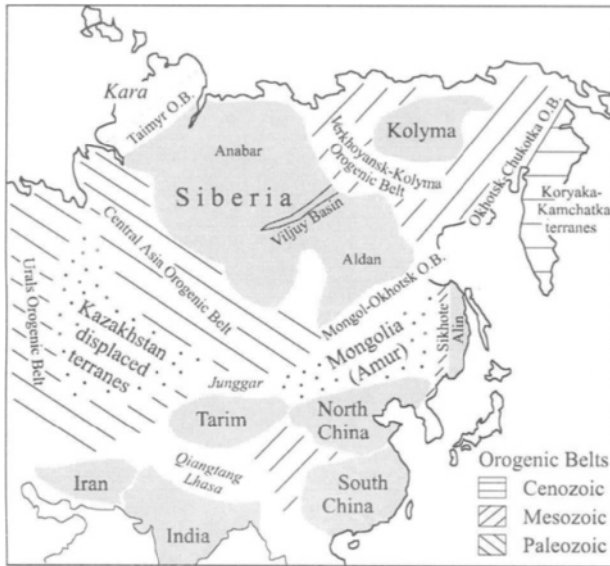 Kara
Taimyr O.B.
Anabar
Siberia
Verkhoyansk-Kolyma
Orogenic Belt
Kolyma
Okhotsk-Chukotka O.B.
Koryaka-
Kamchatka
terranes
Viljuy Basin
Aldan
Central Asia Orogenic Belt
Urals Orogenic Belt
Kazakhstan
displaced
terranes
Mongol-Okhotsk O.B.
Mongolia
(Amur)
Sikhote
Alin
Junggar
Tarim
North
China
Qiangtang
Lhasa
Iran
India
South
China
Orogenic Belts
Cenozoic
Mesozoic
Paleozoic